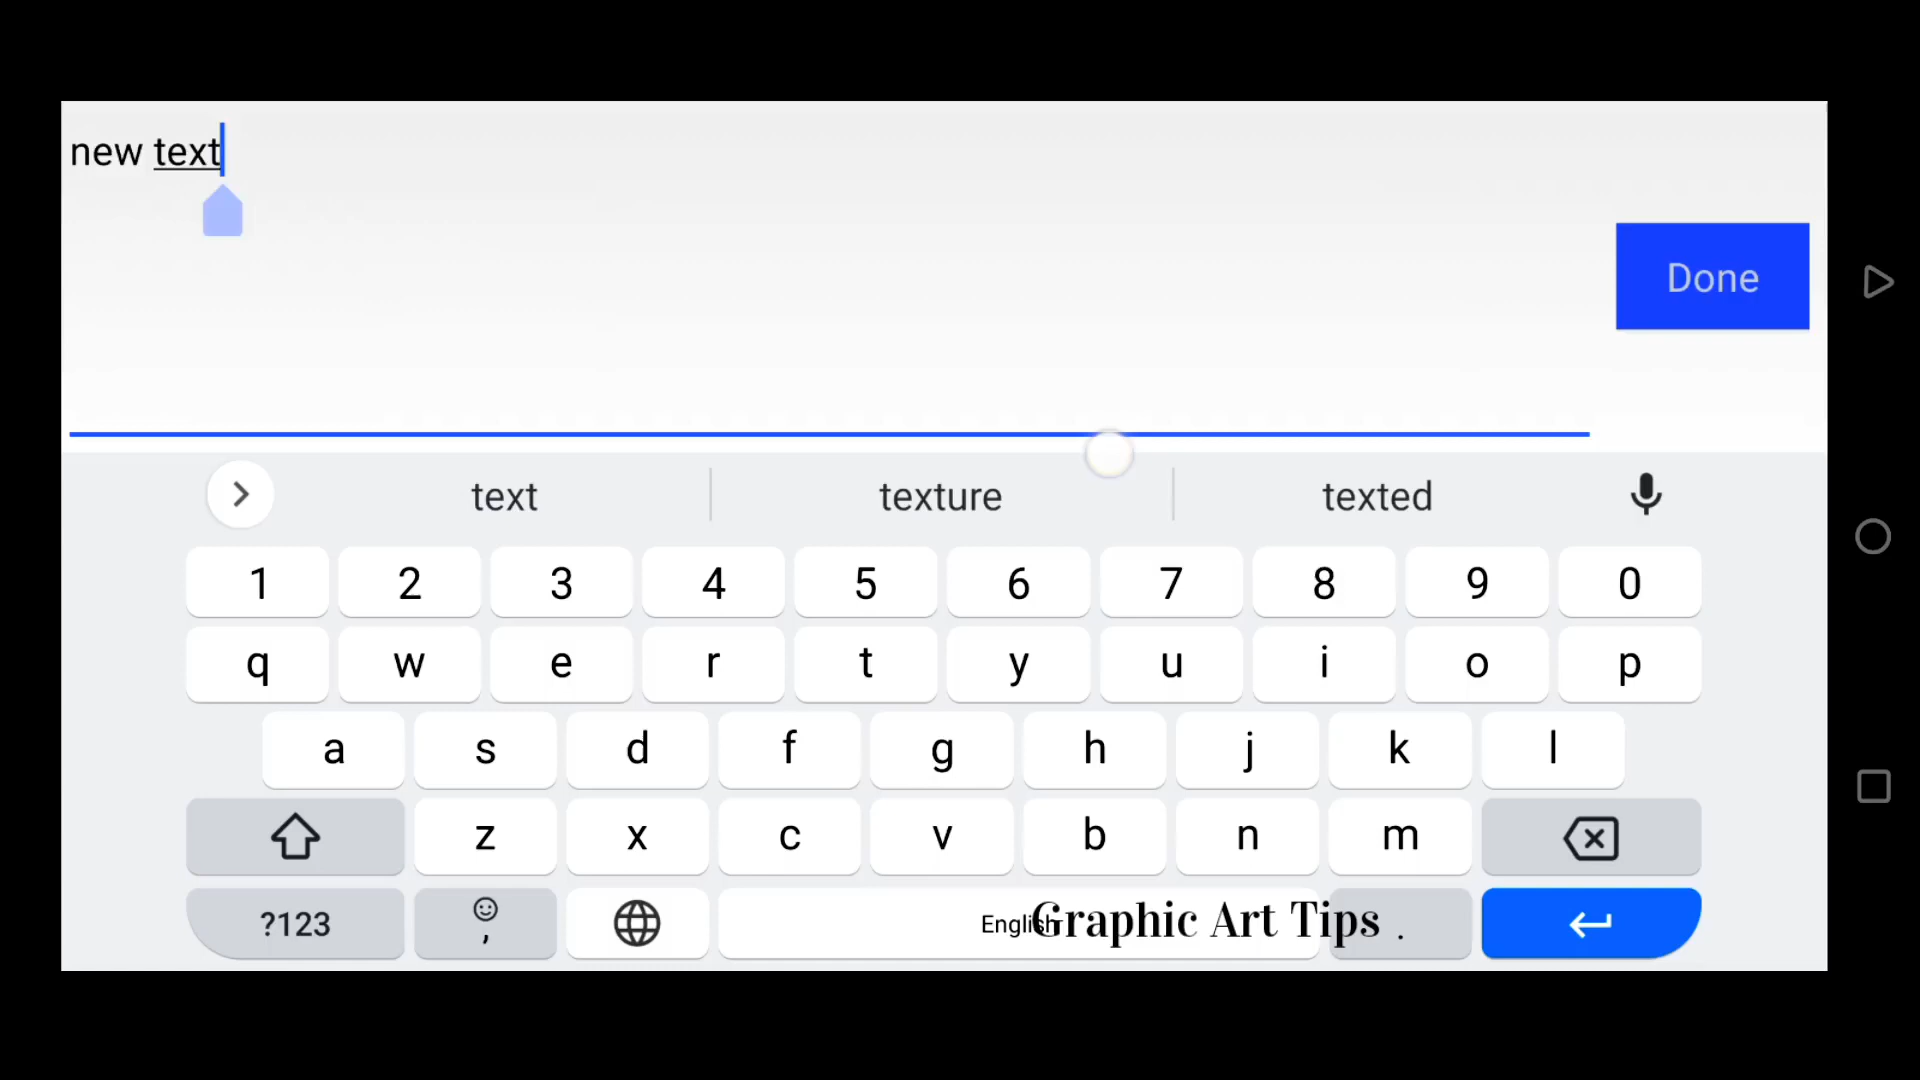 new text
Done
text texture texted
1 2 3 4 5 6 7 8 9 0
q w e r t y u i o p
a s d f g h j k l
z x c v b n m
?123 , English Graphic Art Tips .